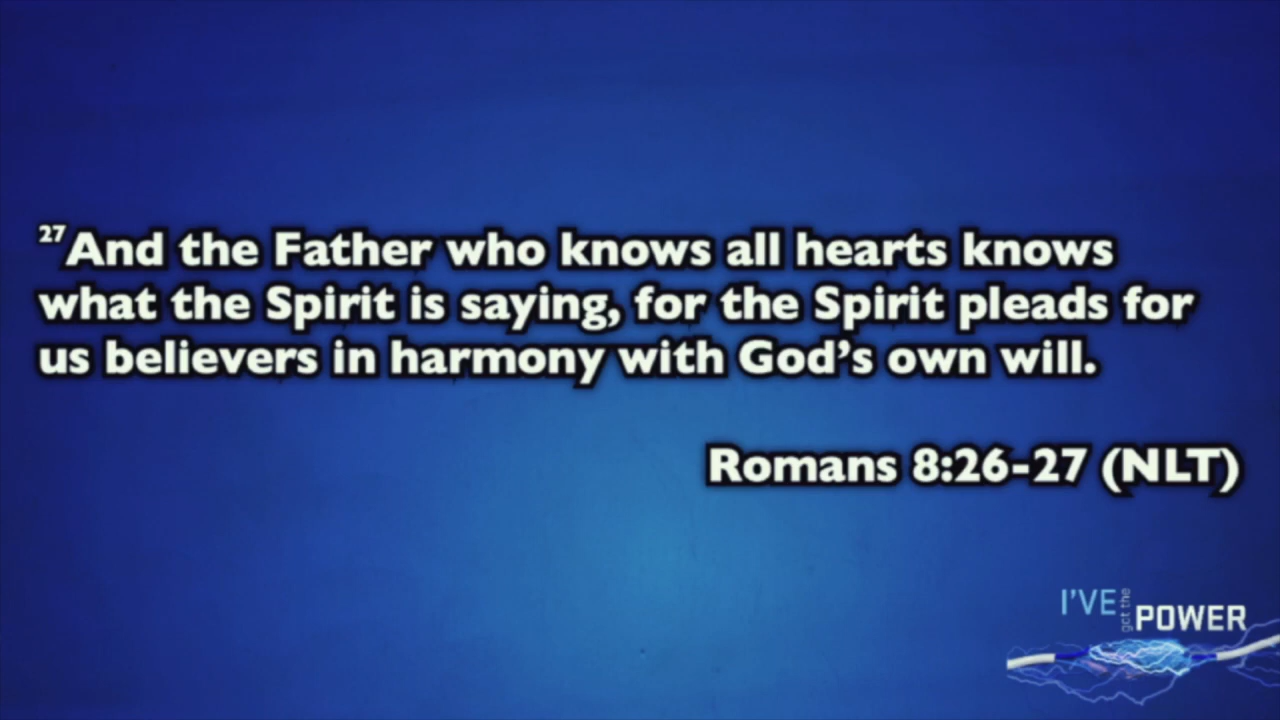 27And the Father who knows all hearts knows
what the Spirit is saying, for the Spirit pleads for
us believers in harmony with God’s own will.
Romans 8:26-27 (NLT)
I'VE got the POWER